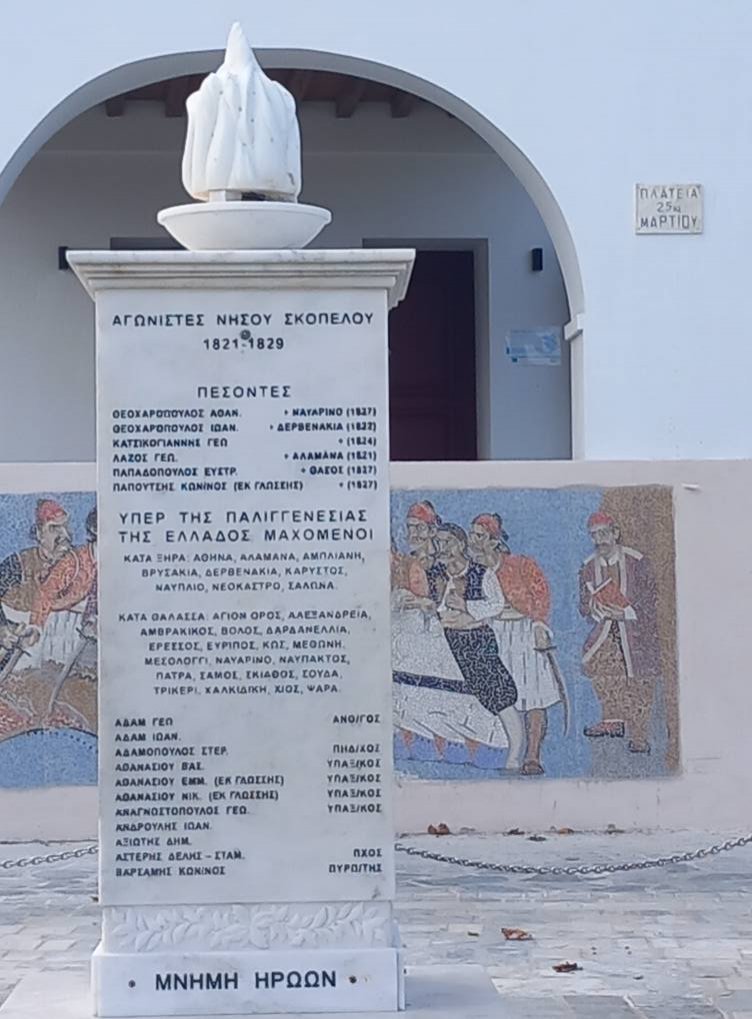 ΠΛΑΤΕΙΑ
25ης
ΜΑΡΤΙΟΥ
ΑΓΩΝΙΣΤΕΣ ΝΗΣΟΥ ΣΚΟΠΕΛΟΥ
1821-1829
ΠΕΣΟΝΤΕΣ
ΘΕΟΧΑΡΟΠΟΥΛΟΣ ΑΘΑΝ. + ΝΑΥΑΡΙΝΟ (1827)
ΘΕΟΧΑΡΟΠΟΥΛΟΣ ΙΩΑΝ. + ΔΕΡΒΕΝΑΚΙΑ (1822)
ΚΑΤΣΙΚΟΓΙΑΝΝΗΣ ΓΕΩ + (1824)
ΛΑΖΟΣ ΓΕΩ. + ΑΛΑΜΑΝΑ (1821)
ΠΑΠΑΔΟΠΟΥΛΟΣ ΕΥΣΤΡ. + ΘΑΣΟΣ (1827)
ΠΑΠΟΥΤΣΗΣ ΚΩΝ/ΝΟΣ (ΕΚ ΓΛΩΣΣΗΣ) + (1827)
ΥΠΕΡ ΤΗΣ ΠΑΛΙΓΓΕΝΕΣΙΑΣ
ΤΗΣ ΕΛΛΑΔΟΣ ΜΑΧΟΜΕΝΟΙ
ΚΑΤΑ ΞΗΡΑ: ΑΘΗΝΑ, ΑΛΑΜΑΝΑ, ΑΜΠΛΙΑΝΗ,
ΒΡΥΣΑΚΙΑ, ΔΕΡΒΕΝΑΚΙΑ, ΚΑΡΥΣΤΟΣ,
ΝΑΥΠΛΙΟ, ΝΕΟΚΑΣΤΡΟ, ΣΑΛΩΝΑ.
ΚΑΤΑ ΘΑΛΑΣΣΑ: ΑΓΙΟΝ ΟΡΟΣ, ΑΛΕΞΑΝΔΡΕΙΑ,
ΑΜΒΡΑΚΙΚΟΣ, ΒΟΛΟΣ, ΔΑΡΔΑΝΕΛΛΙΑ,
ΕΡΕΣΣΟΣ, ΕΥΡΙΠΟΣ, ΚΩΣ, ΜΕΘΩΝΗ,
ΜΕΣΟΛΟΓΓΙ, ΝΑΥΑΡΙΝΟ, ΝΑΥΠΑΚΤΟΣ,
ΠΑΤΡΑ, ΣΑΜΟΣ, ΣΚΙΑΘΟΣ, ΣΟΥΔΑ,
ΤΡΙΚΕΡΙ, ΧΑΛΚΙΔΙΚΗ, ΧΙΟΣ, ΨΑΡΑ.
ΑΔΑΜ ΓΕΩ ΑΝΘ/ΓΟΣ
ΑΔΑΜ ΙΩΑΝ.
ΑΔΑΜΟΠΟΥΛΟΣ ΣΤΕΡ. ΠΗΔ/ΧΟΣ
ΑΘΑΝΑΣΙΟΥ ΒΑΣ. ΥΠΑΞ/ΚΟΣ
ΑΘΑΝΑΣΙΟΥ ΕΜΜ. (ΕΚ ΓΛΩΣΣΗΣ) ΥΠΑΞ/ΚΟΣ
ΑΘΑΝΑΣΙΟΥ ΝΙΚ. (ΕΚ ΓΛΩΣΣΗΣ) ΥΠΑΞ/ΚΟΣ
ΑΝΑΓΝΩΣΤΟΠΟΥΛΟΣ ΓΕΩ. ΥΠΑΞ/ΚΟΣ
ΑΝΔΡΟΥΛΗΣ ΙΩΑΝ.
ΑΞΙΩΤΗΣ ΔΗΜ.
ΑΣΤΕΡΗΣ ΔΕΛΗΣ - ΣΤΑΜ. ΠΧΟΣ
ΒΑΡΣΑΜΗΣ ΚΩΝ/ΝΟΣ ΠΥΡΟ/ΤΗΣ
ΜΝΗΜΗ ΗΡΩΩΝ